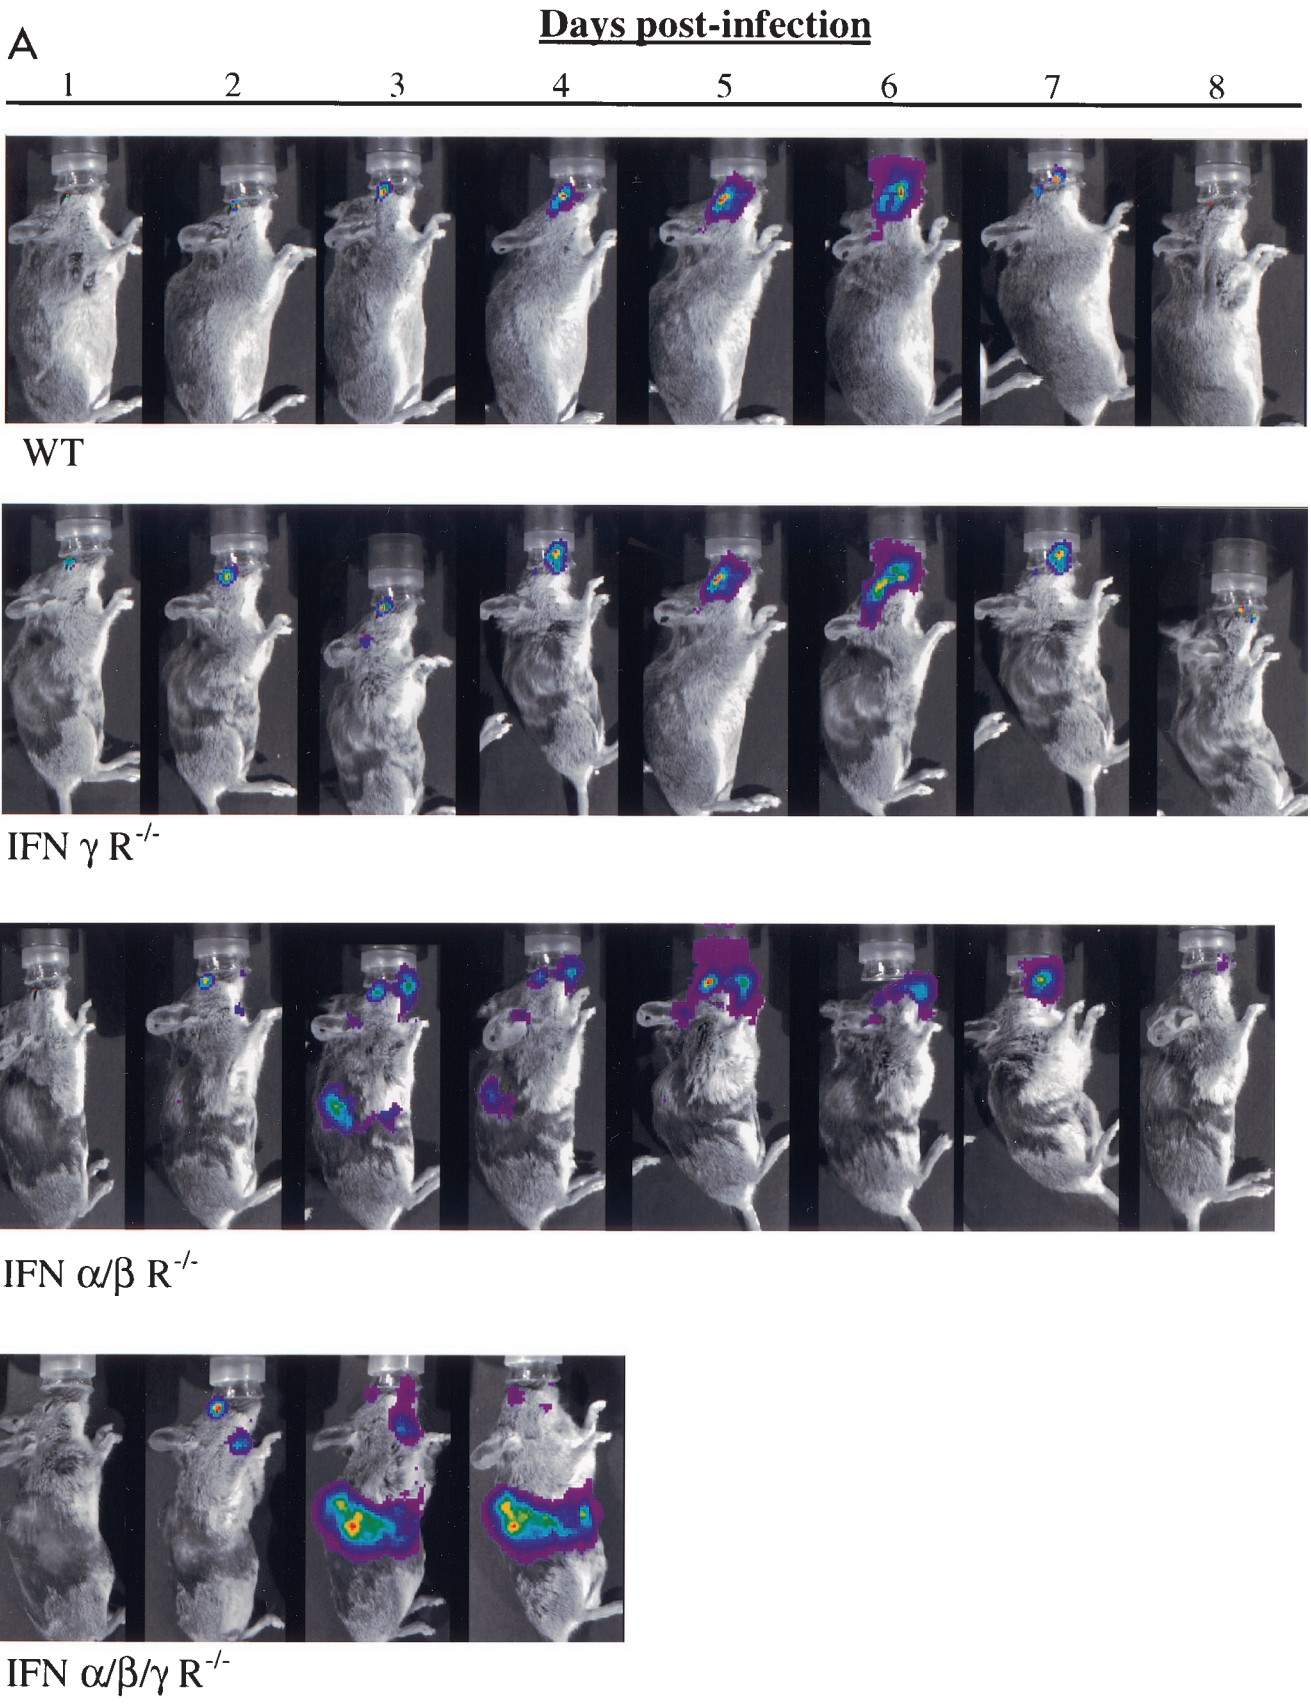 A
Days post-infection
1 2 3 4 5 6 7 8
WT
IFN γ R-/-
IFN α/β R-/-
IFN α/β/γ R-/-